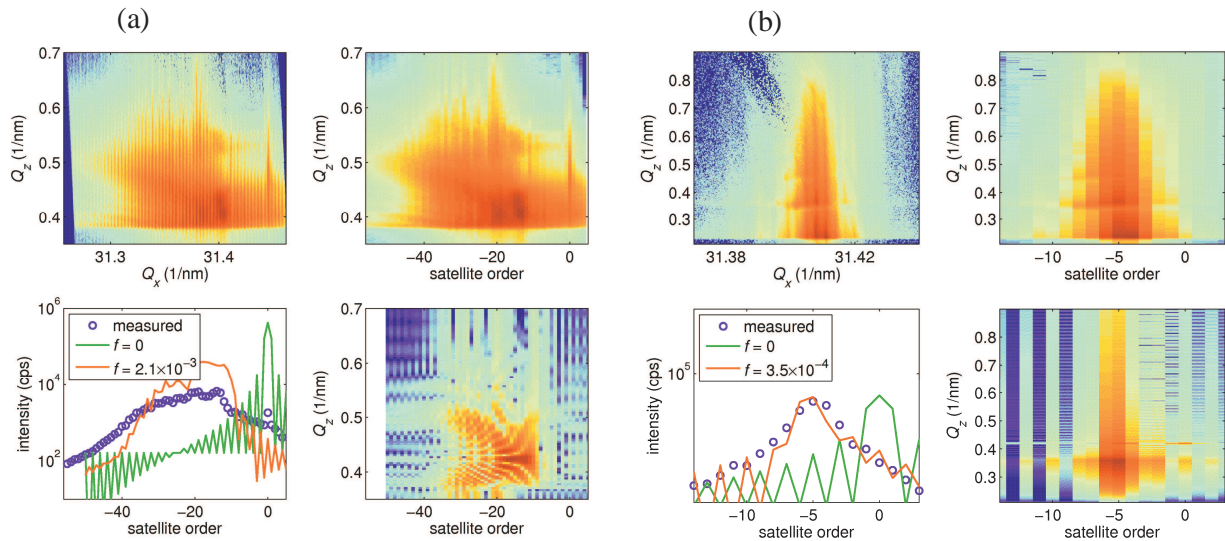 (a)
(b)
0.7
0.6
0.5
0.4
Q_z (1/nm)
31.3
31.4
Q_x (1/nm)
0.7
0.6
0.5
0.4
Q_z (1/nm)
−40
−20
0
satellite order
0.8
0.7
0.6
0.5
0.4
0.3
Q_z (1/nm)
31.38
31.42
Q_x (1/nm)
0.8
0.7
0.6
0.5
0.4
0.3
Q_z (1/nm)
−10
−5
0
satellite order
10^6
10^4
10^2
intensity (cps)
measured
f = 0
f = 2.1×10^−3
−40
−20
0
satellite order
0.7
0.6
0.5
0.4
Q_z (1/nm)
−40
−20
0
satellite order
10^5
intensity (cps)
measured
f = 0
f = 3.5×10^−4
−10
−5
0
satellite order
0.8
0.7
0.6
0.5
0.4
0.3
Q_z (1/nm)
−10
−5
0
satellite order